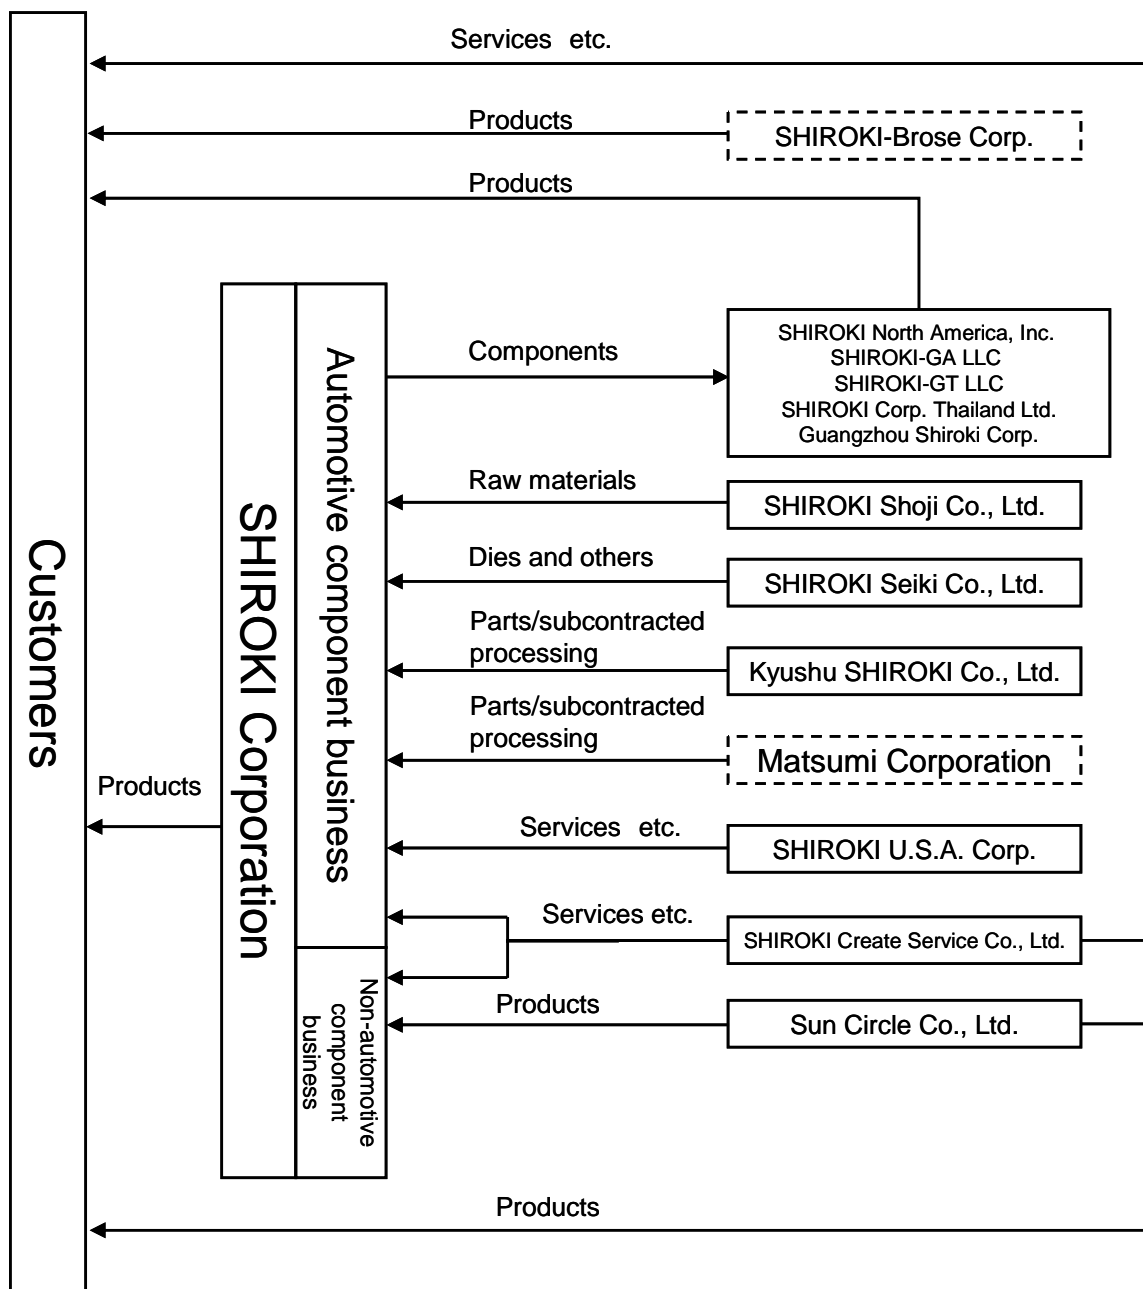 Services etc.
Products
SHIROKI-Brose Corp.
Products
SHIROKI North America, Inc.
SHIROKI-GA LLC
SHIROKI-GT LLC
SHIROKI Corp. Thailand Ltd.
Guangzhou Shiroki Corp.
Components
Raw materials
SHIROKI Shoji Co., Ltd.
Dies and others
SHIROKI Seiki Co., Ltd.
Parts/subcontracted
processing
Kyushu SHIROKI Co., Ltd.
Parts/subcontracted
processing
Matsumi Corporation
Services etc.
SHIROKI U.S.A. Corp.
Services etc.
SHIROKI Create Service Co., Ltd.
Products
Sun Circle Co., Ltd.
Products
Customers
Products
SHIROKI Corporation
Automotive component business
Non-automotive
component
business